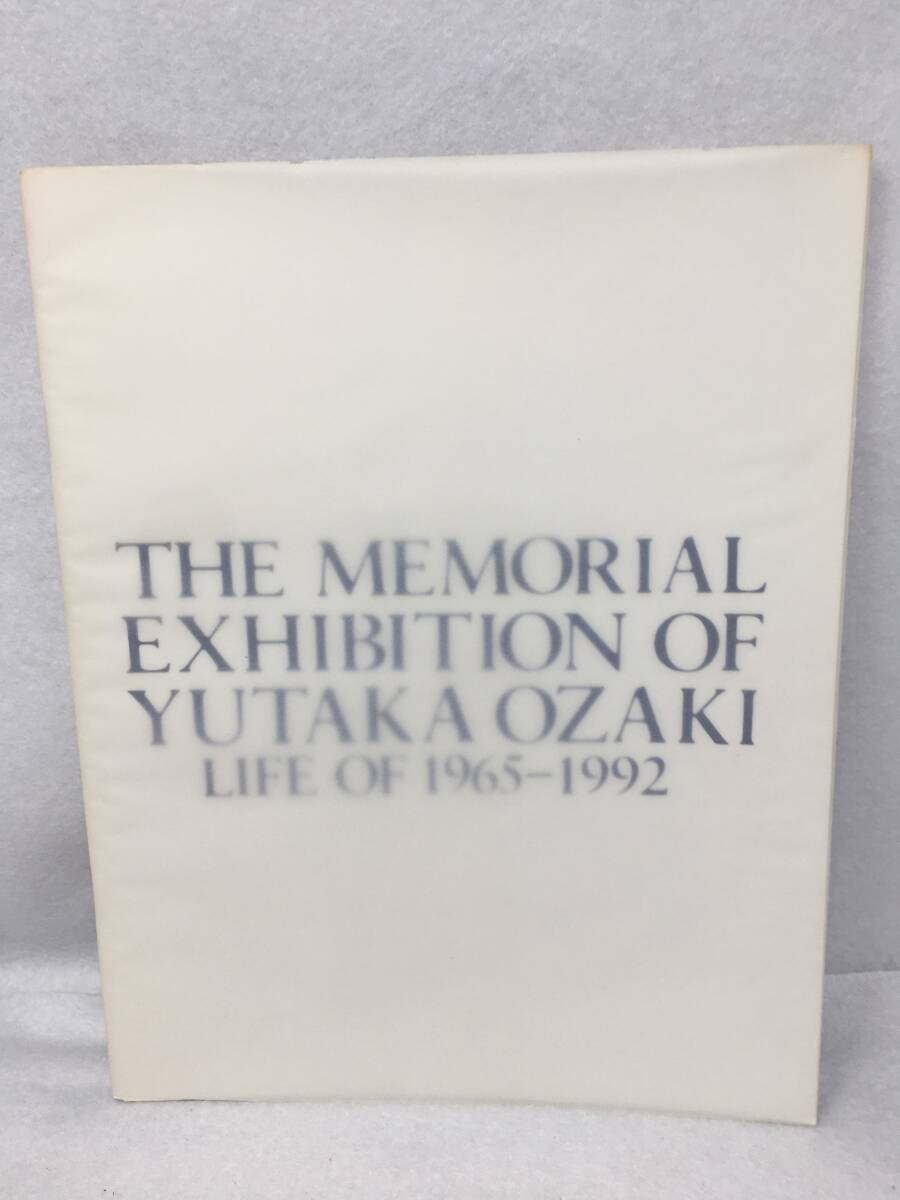 THE MEMORIAL
EXHIBITION OF
YUTAKA OZAKI
LIFE OF 1965–1992